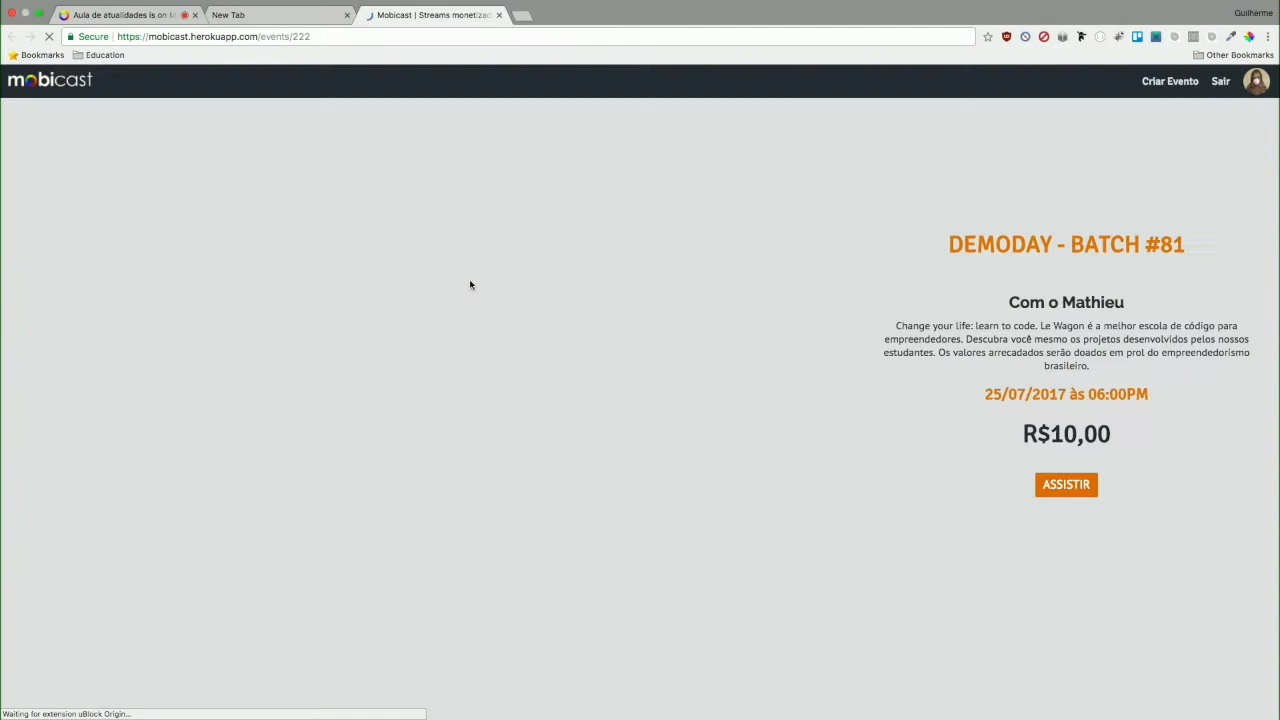 Aula de atualidades is on M
New Tab
Mobicast | Streams monetizad
Guilherme
Secure
https://mobicast.herokuapp.com/events/222
Bookmarks
Education
Other Bookmarks
mobicast
Criar Evento
Sair
DEMODAY - BATCH #81
Com o Mathieu
Change your life: learn to code. Le Wagon é a melhor escola de código para
empreendedores. Descubra você mesmo os projetos desenvolvidos pelos nossos
estudantes. Os valores arrecadados serão doados em prol do empreendedorismo
brasileiro.
25/07/2017 às 06:00PM
R$10,00
ASSISTIR
Waiting for extension uBlock Origin...